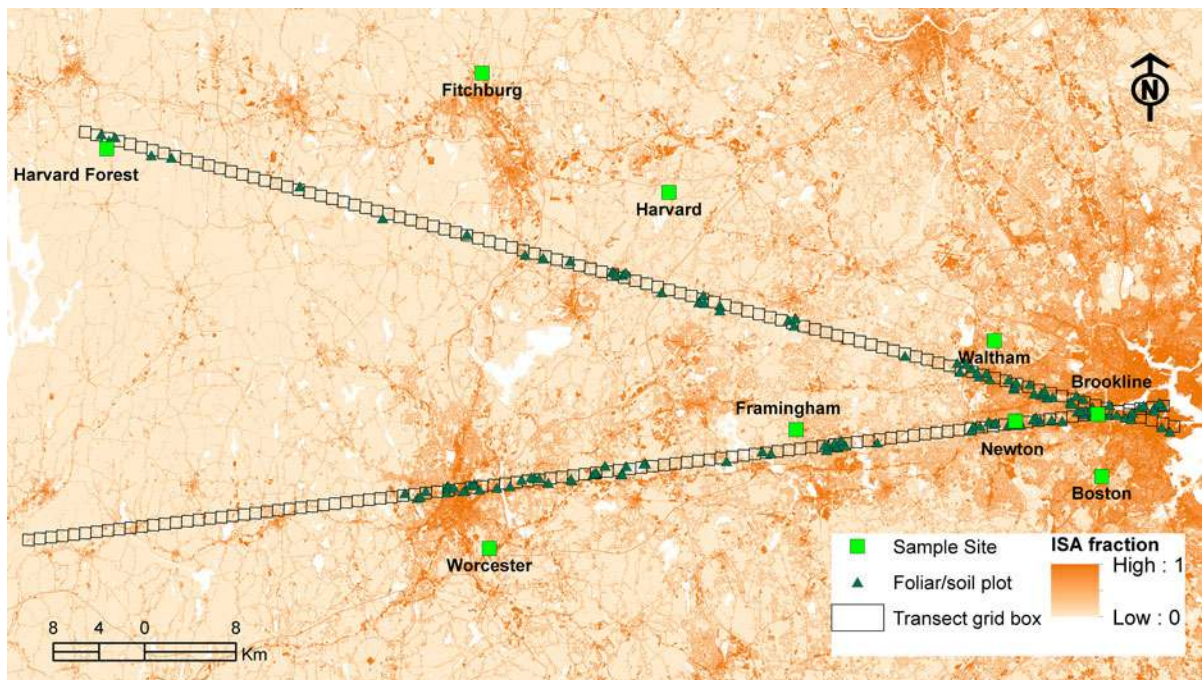 N
Fitchburg
Harvard Forest
Harvard
Waltham
Brookline
Framingham
Newton
Boston
Worcester
Sample Site
Foliar/soil plot
Transect grid box
ISA fraction
High : 1
Low : 0
8 4 0 8
Km